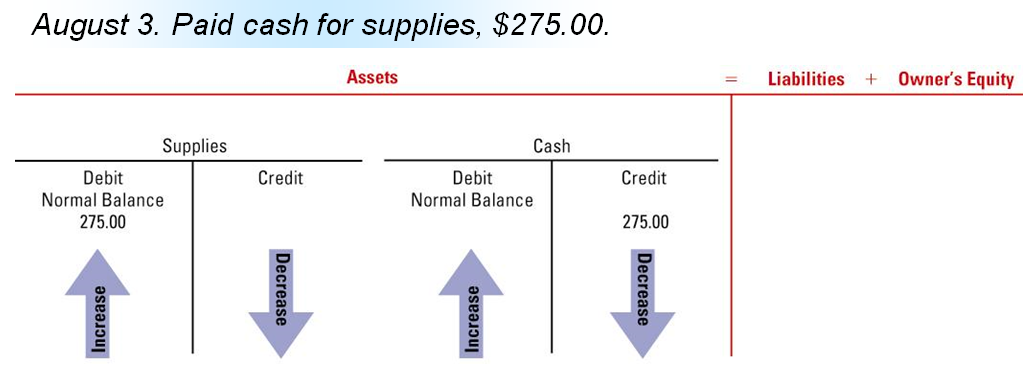 August 3. Paid cash for supplies, $275.00.
Assets = Liabilities + Owner's Equity
Supplies
Debit Credit
Normal Balance
275.00
Increase
Decrease
Cash
Debit Credit
Normal Balance
275.00
Increase
Decrease